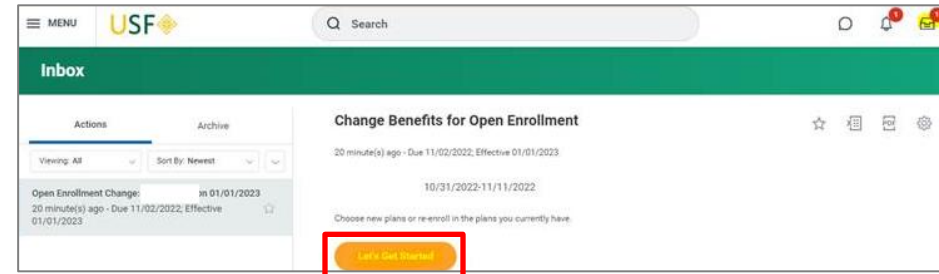 MENU
USF
Search
1
Inbox
Actions
Archive
Viewing: All
Sort By: Newest
Open Enrollment Change: on 01/01/2023
20 minute(s) ago - Due 11/02/2022; Effective
01/01/2023
Change Benefits for Open Enrollment
PDF
20 minute(s) ago - Due 11/02/2022; Effective 01/01/2023
10/31/2022-11/11/2022
Choose new plans or re-enroll in the plans you currently have.
Let's Get Started